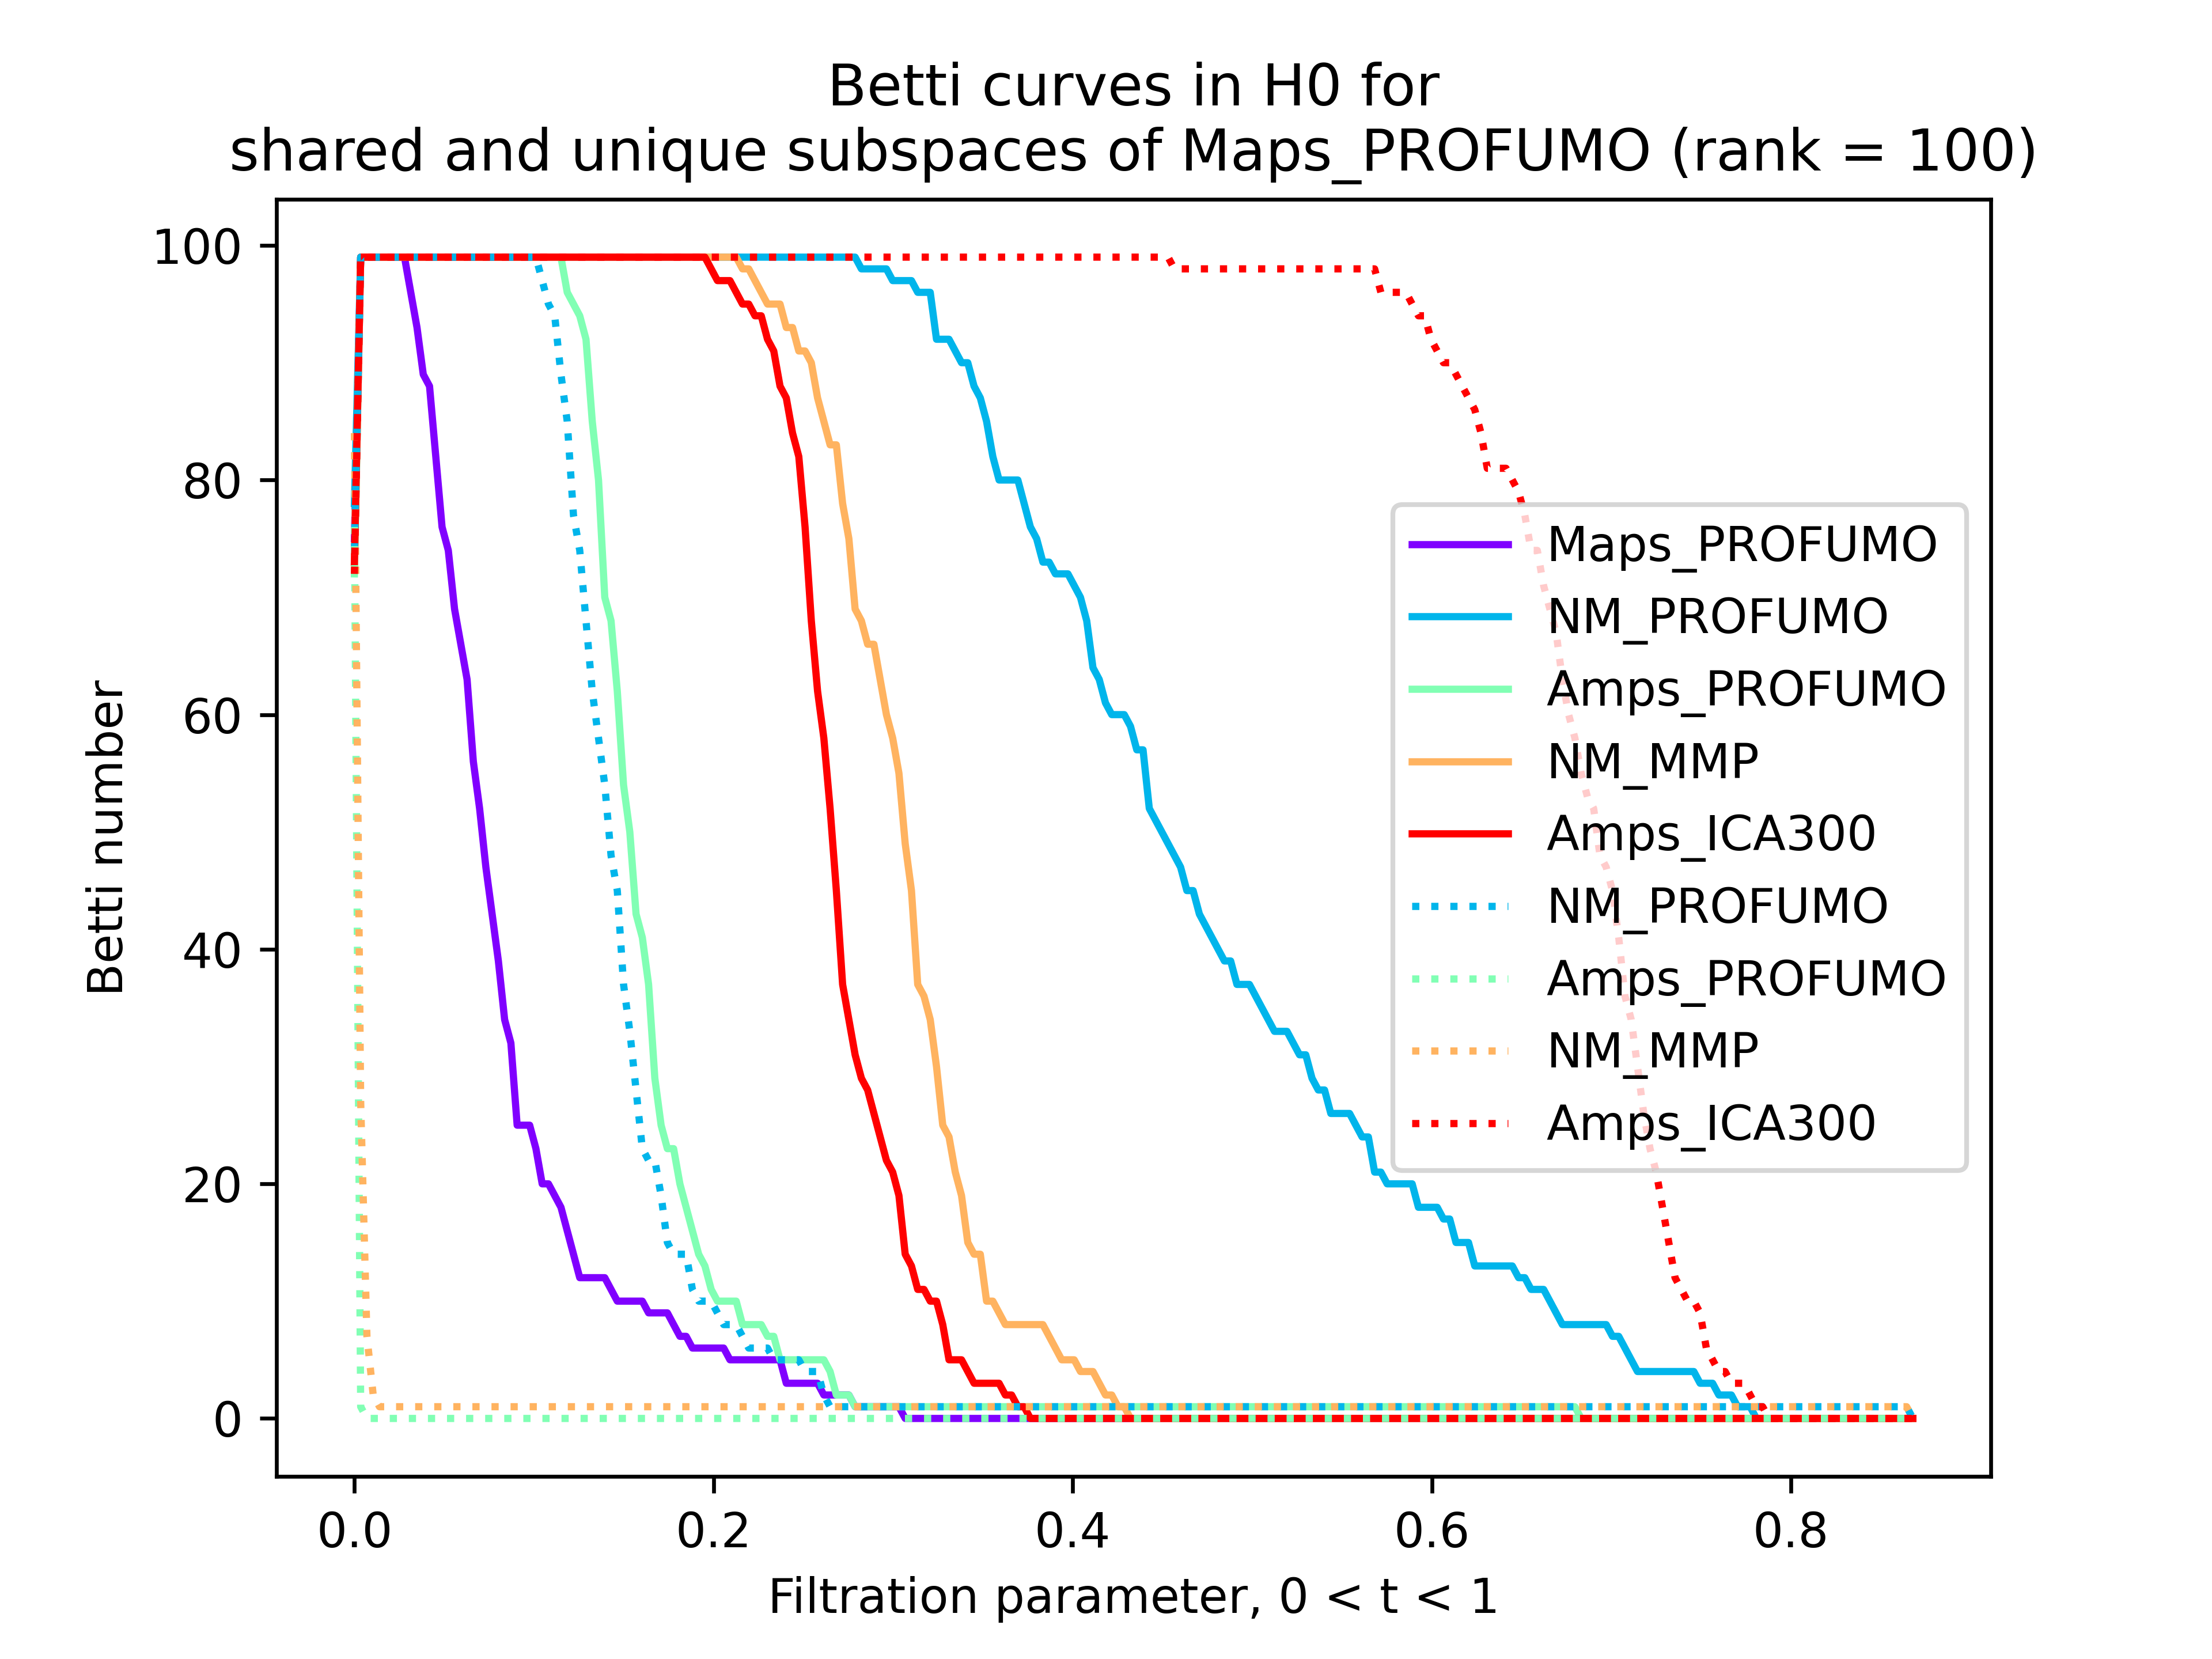 Betti curves in H0 for
shared and unique subspaces of Maps_PROFUMO (rank = 100)
Betti number
100
80
60
40
20
0
Maps_PROFUMO
NM_PROFUMO
Amps_PROFUMO
NM_MMP
Amps_ICA300
NM_PROFUMO
Amps_PROFUMO
NM_MMP
Amps_ICA300
0.0 0.2 0.4 0.6 0.8
Filtration parameter, 0 < t < 1